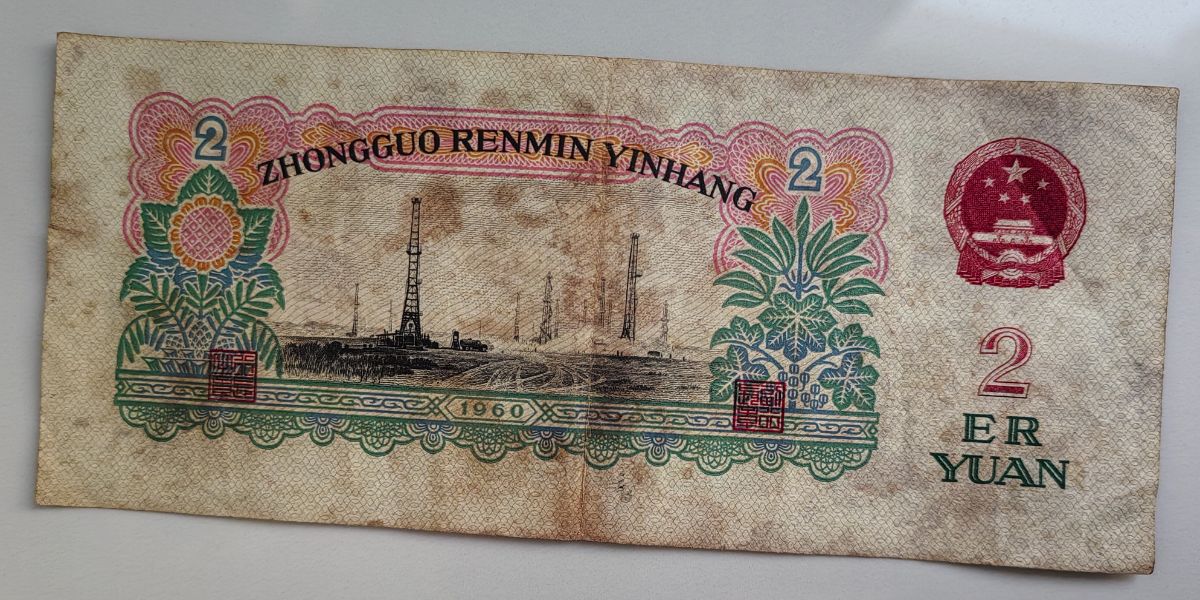 2
ZHONGGUO RENMIN YINHANG
2
1960
2
ER
YUAN